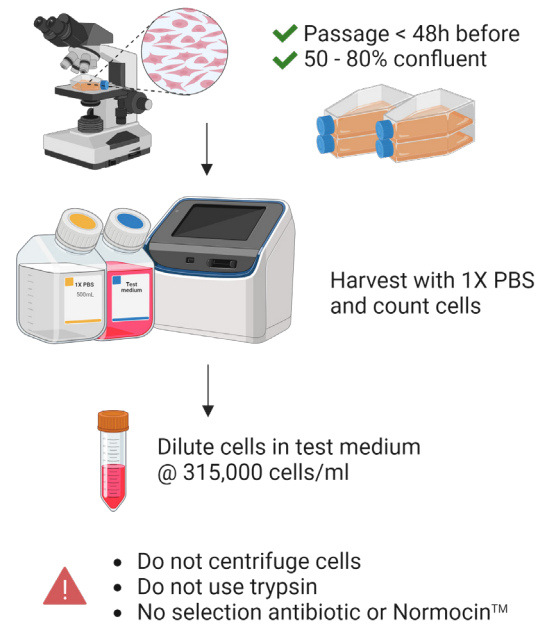 Passage < 48h before
50 - 80% confluent
1X PBS
500mL
Test
medium
Harvest with 1X PBS
and count cells
Dilute cells in test medium
@ 315,000 cells/ml
• Do not centrifuge cells
• Do not use trypsin
• No selection antibiotic or Normocin™